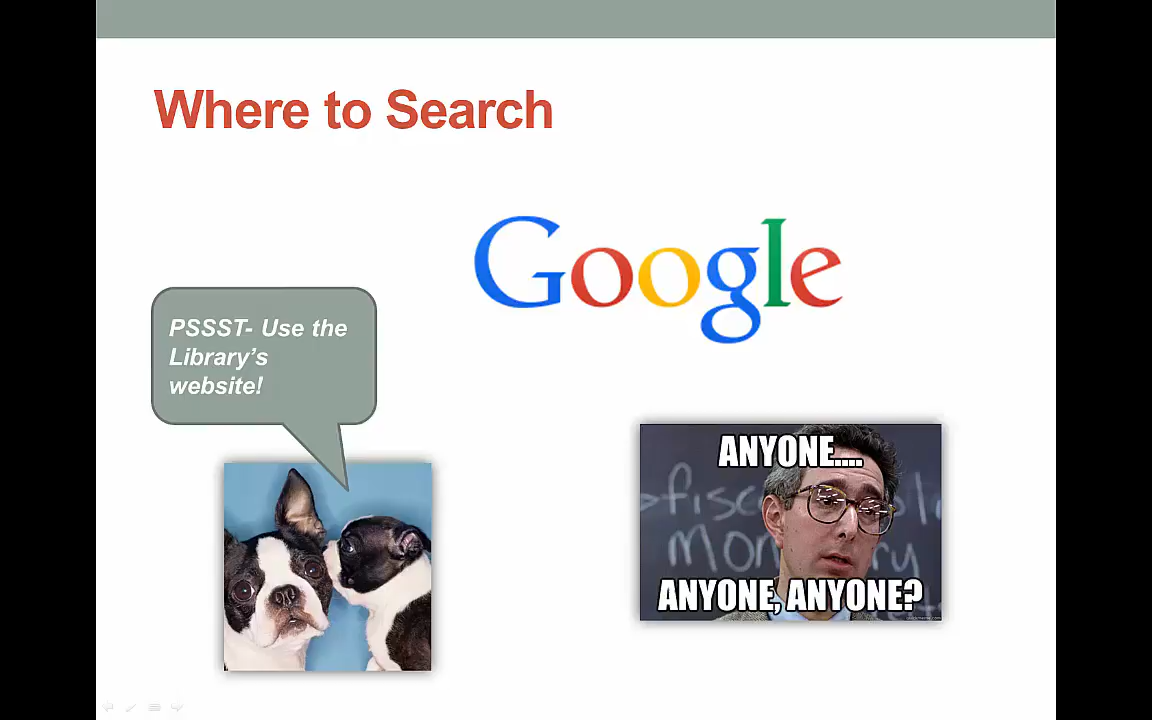 Where to Search
Google
PSSST- Use the
Library's
website!
ANYONE....
ANYONE, ANYONE?